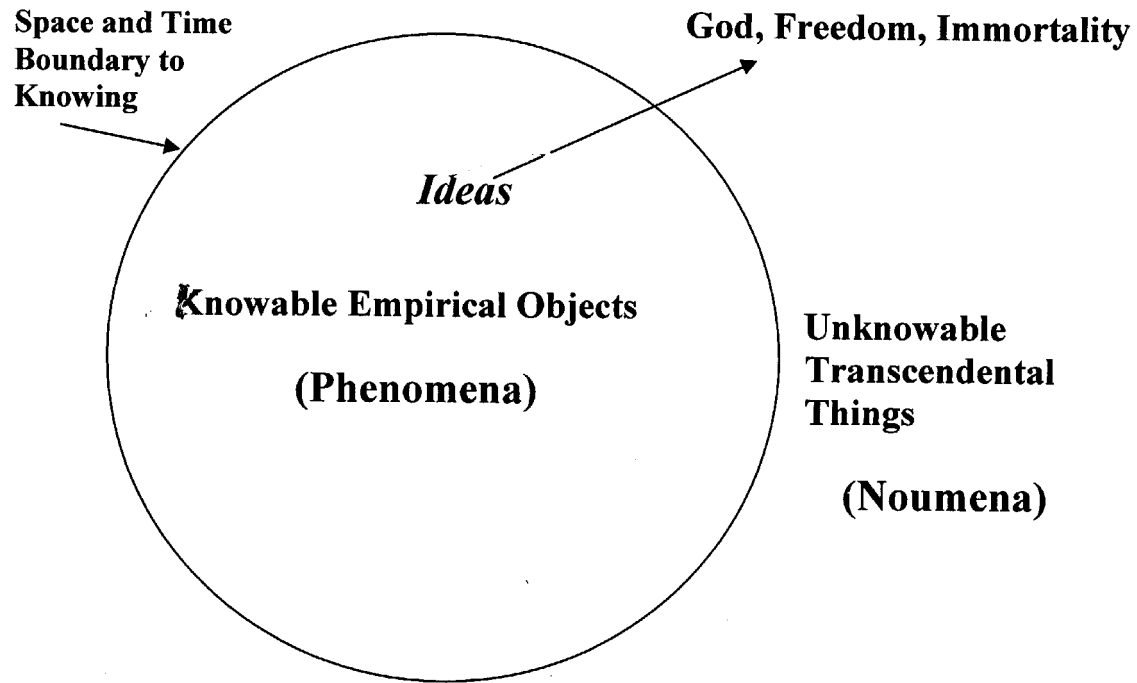 Space and Time
Boundary to
Knowing
God, Freedom, Immortality
Ideas
Knowable Empirical Objects
(Phenomena)
Unknowable
Transcendental
Things
(Noumena)